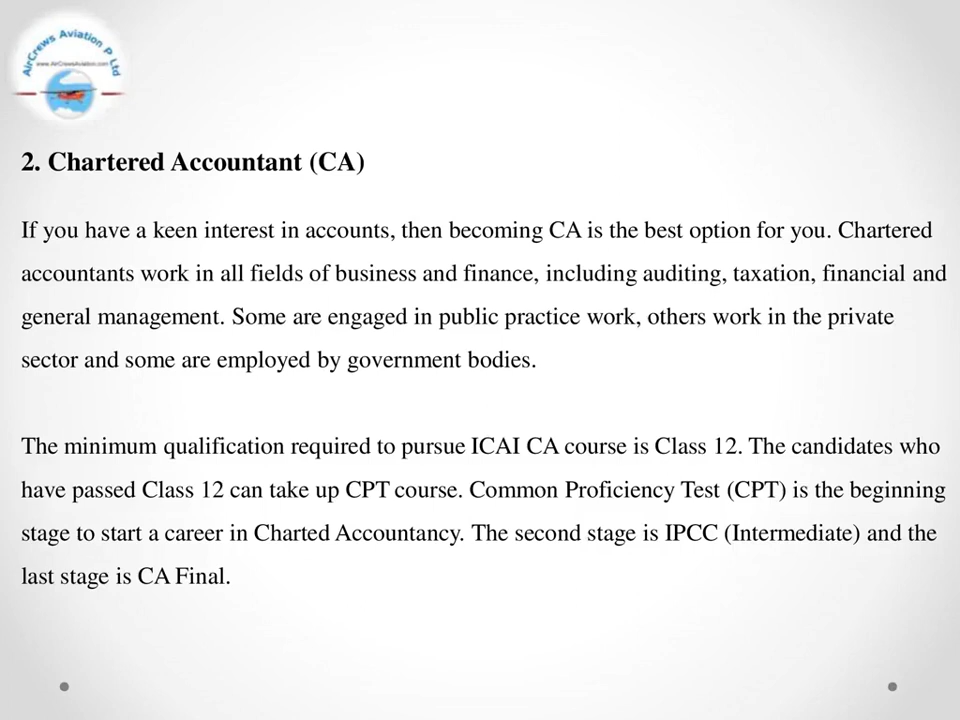 AirCrews Aviation P Ltd
www.AirCrewsAviation.com
2. Chartered Accountant (CA)
If you have a keen interest in accounts, then becoming CA is the best option for you. Chartered
accountants work in all fields of business and finance, including auditing, taxation, financial and
general management. Some are engaged in public practice work, others work in the private
sector and some are employed by government bodies.
The minimum qualification required to pursue ICAI CA course is Class 12. The candidates who
have passed Class 12 can take up CPT course. Common Proficiency Test (CPT) is the beginning
stage to start a career in Charted Accountancy. The second stage is IPCC (Intermediate) and the
last stage is CA Final.